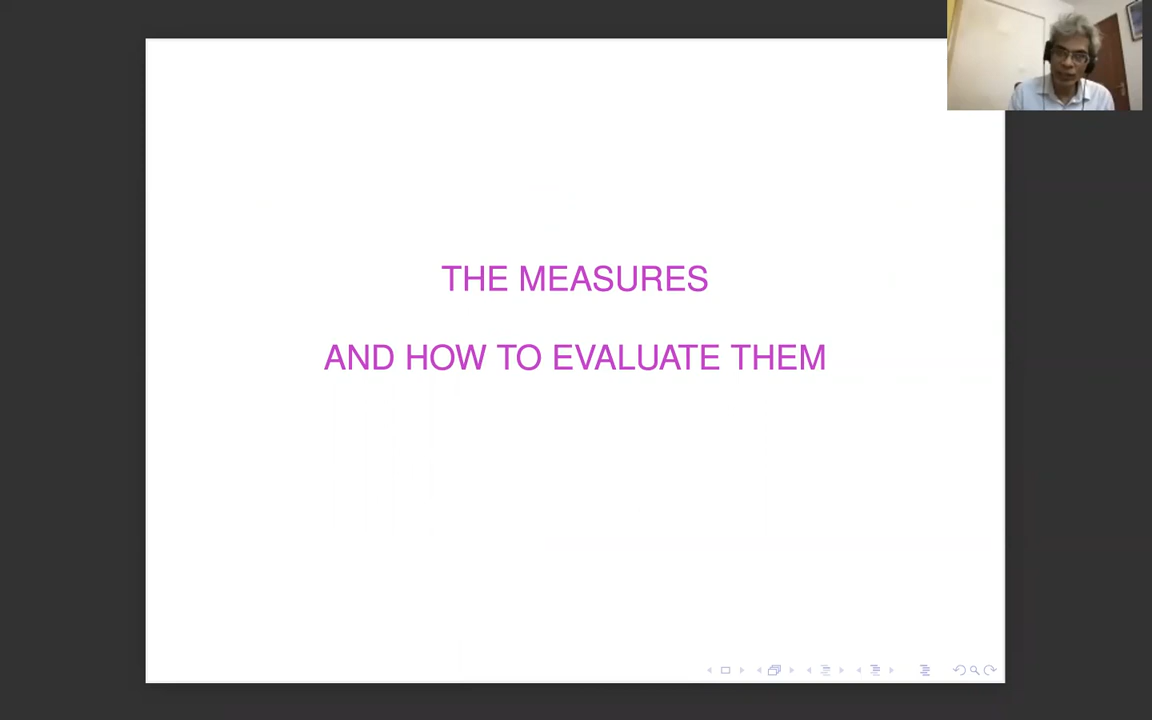 THE MEASURES
AND HOW TO EVALUATE THEM